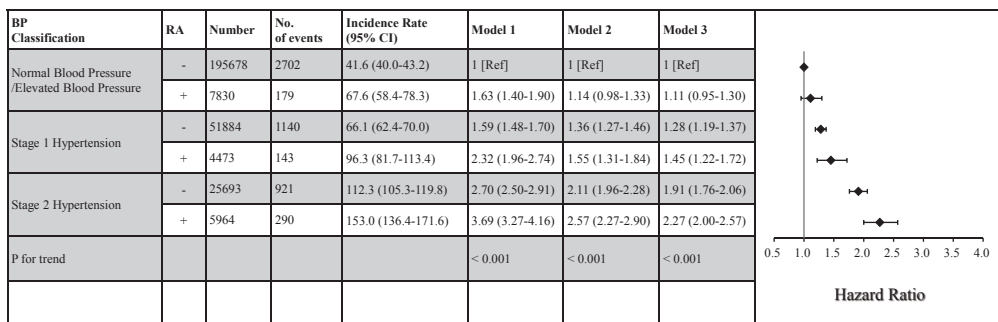 BP Classification RA Number No. of events Incidence Rate (95% CI) Model 1 Model 2 Model 3
Normal Blood Pressure /Elevated Blood Pressure - 195678 2702 41.6 (40.0-43.2) 1 [Ref] 1 [Ref] 1 [Ref]
+ 7830 179 67.6 (58.4-78.3) 1.63 (1.40-1.90) 1.14 (0.98-1.33) 1.11 (0.95-1.30)
Stage 1 Hypertension - 51884 1140 66.1 (62.4-70.0) 1.59 (1.48-1.70) 1.36 (1.27-1.46) 1.28 (1.19-1.37)
+ 4473 143 96.3 (81.7-113.4) 2.32 (1.96-2.74) 1.55 (1.31-1.84) 1.45 (1.22-1.72)
Stage 2 Hypertension - 25693 921 112.3 (105.3-119.8) 2.70 (2.50-2.91) 2.11 (1.96-2.28) 1.91 (1.76-2.06)
+ 5964 290 153.0 (136.4-171.6) 3.69 (3.27-4.16) 2.57 (2.27-2.90) 2.27 (2.00-2.57)
P for trend < 0.001 < 0.001 < 0.001
0.5 1.0 1.5 2.0 2.5 3.0 3.5 4.0
Hazard Ratio